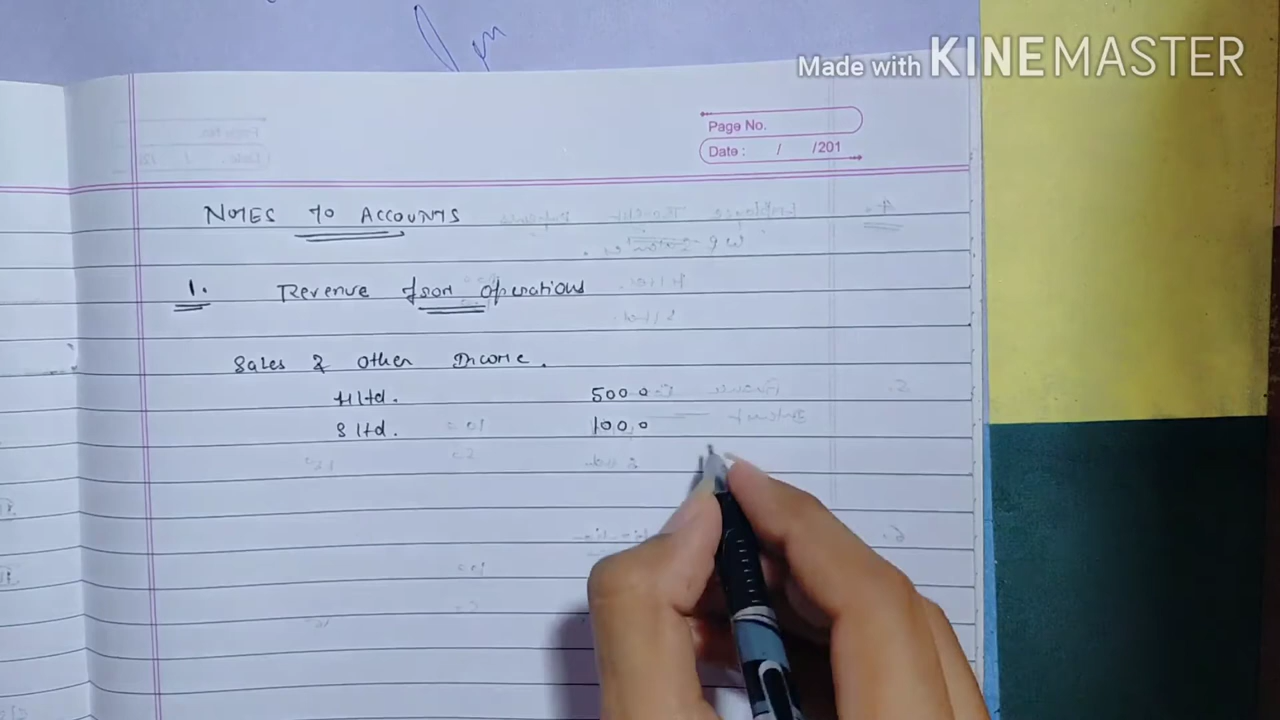 Made with KINEMASTER
Page No.
Date : / /201
NOTES TO ACCOUNTS
1. Revenue from Operations
Sales & Other Income.
H Ltd. 5000
S Ltd. 1000